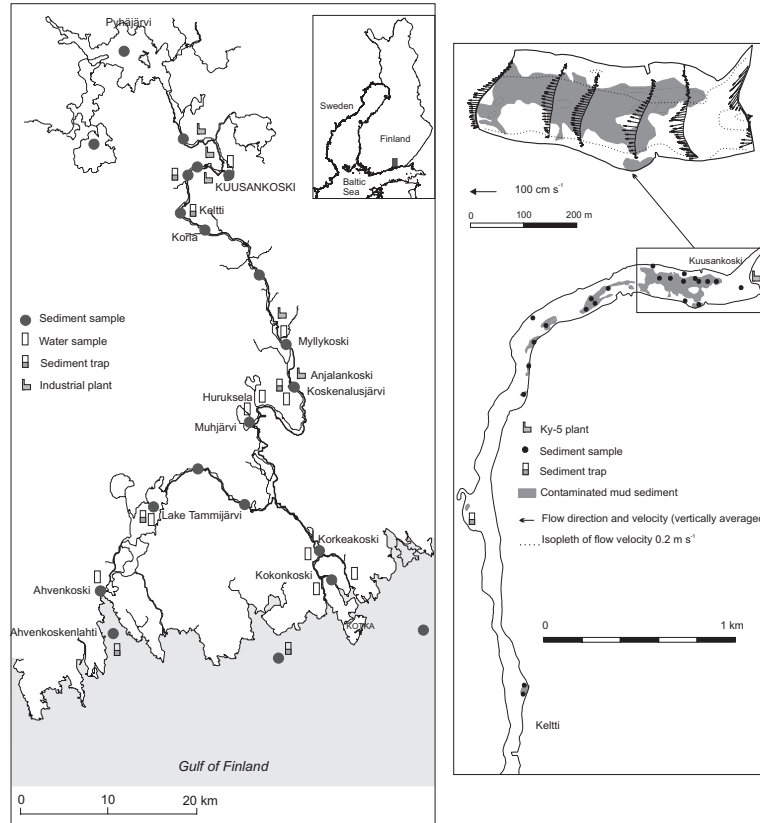 Pyhäjärvi
KUUSANKOSKI
Keltti
Koria
Sediment sample
Water sample
Sediment trap
Industrial plant
Myllykoski
Anjalankoski
Koskenalusjärvi
Huruksela
Muhjärvi
Lake Tammijärvi
Korkeakoski
Kokonkoski
Ahvenkoski
Ahvenkoskenlahti
KOTKA
Gulf of Finland
0 10 20 km
Sweden
Finland
Baltic
Sea
100 cm s-1
0 100 200 m
Kuusankoski
Ky-5 plant
Sediment sample
Sediment trap
Contaminated mud sediment
Flow direction and velocity (vertically averaged
Isopleth of flow velocity 0.2 m s-1
0 1 km
Keltti